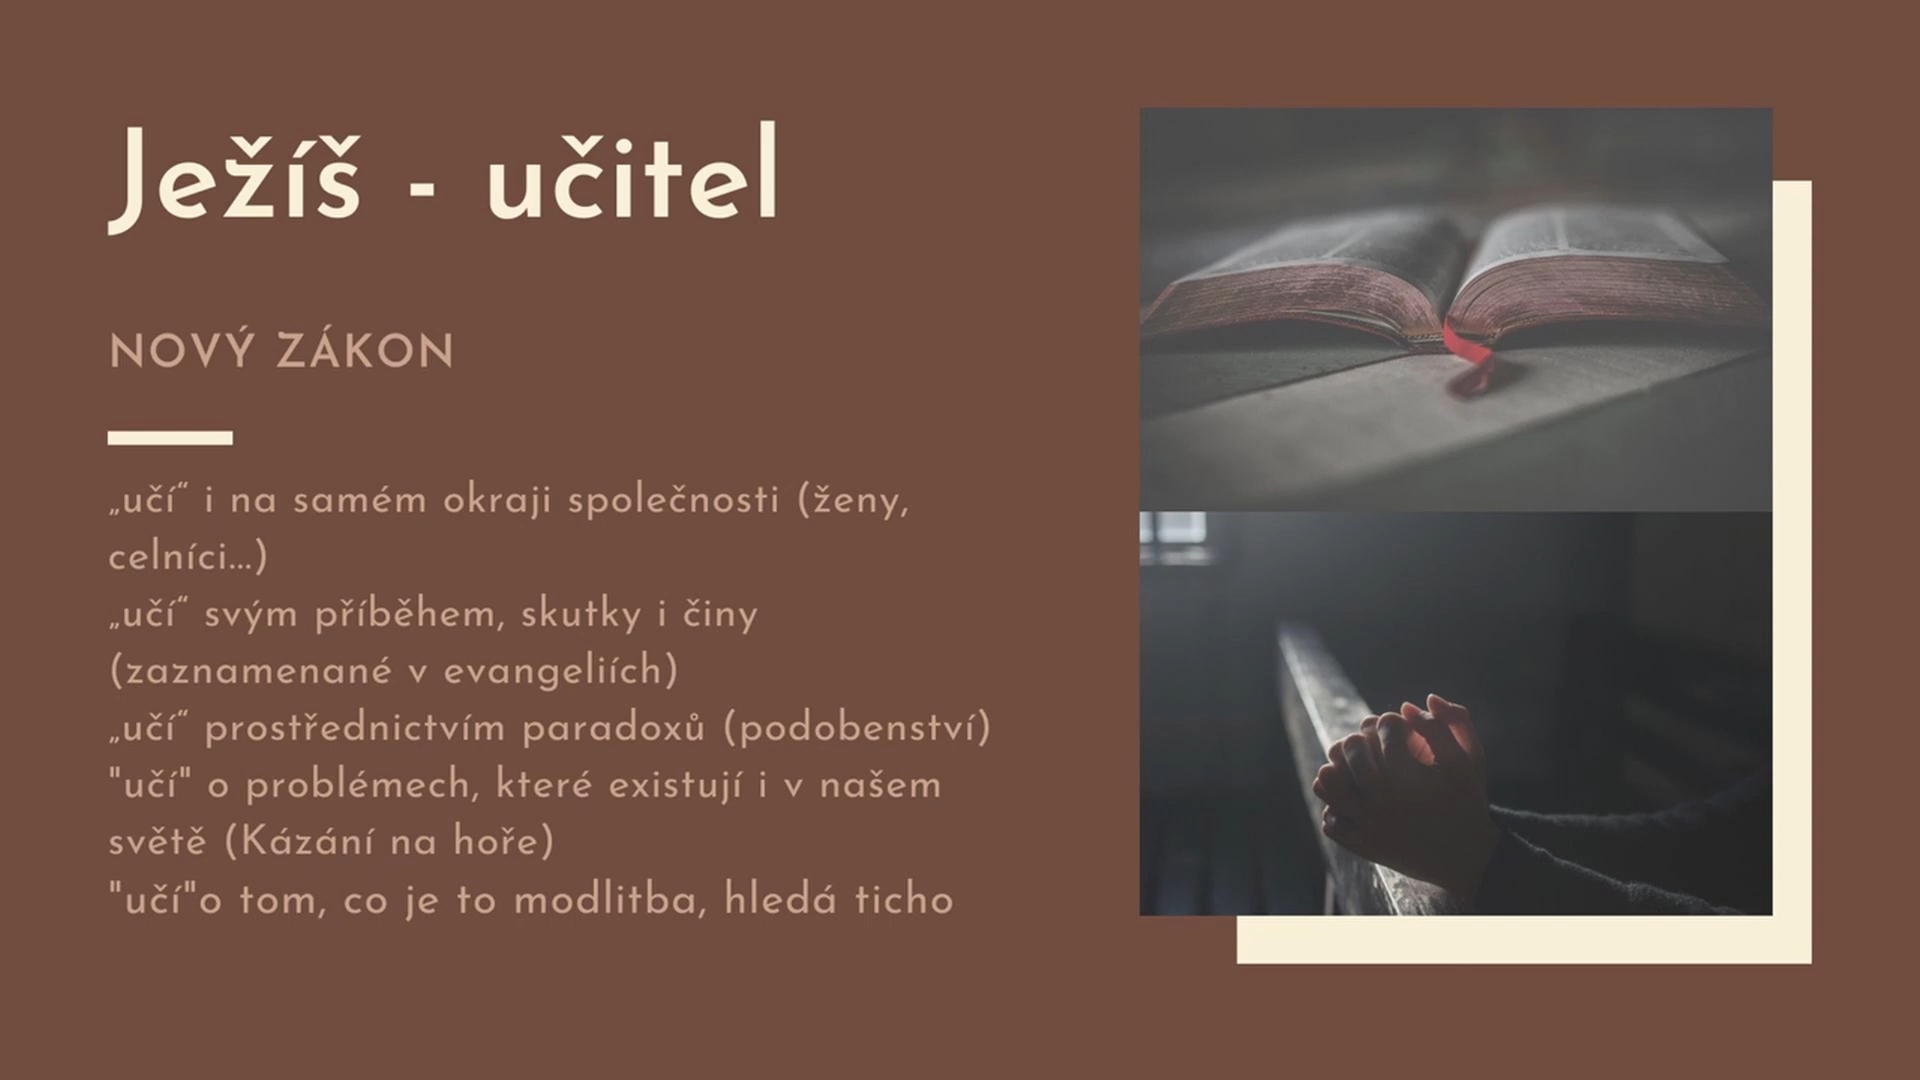 Ježíš - učitel
NOVÝ ZÁKON
„učí“ i na samém okraji společnosti (ženy,
celníci...)
„učí“ svým příběhem, skutky i činy
(zaznamenané v evangeliích)
„učí“ prostřednictvím paradoxů (podobenství)
"učí" o problémech, které existují i v našem
světě (Kázání na hoře)
"učí"o tom, co je to modlitba, hledá ticho